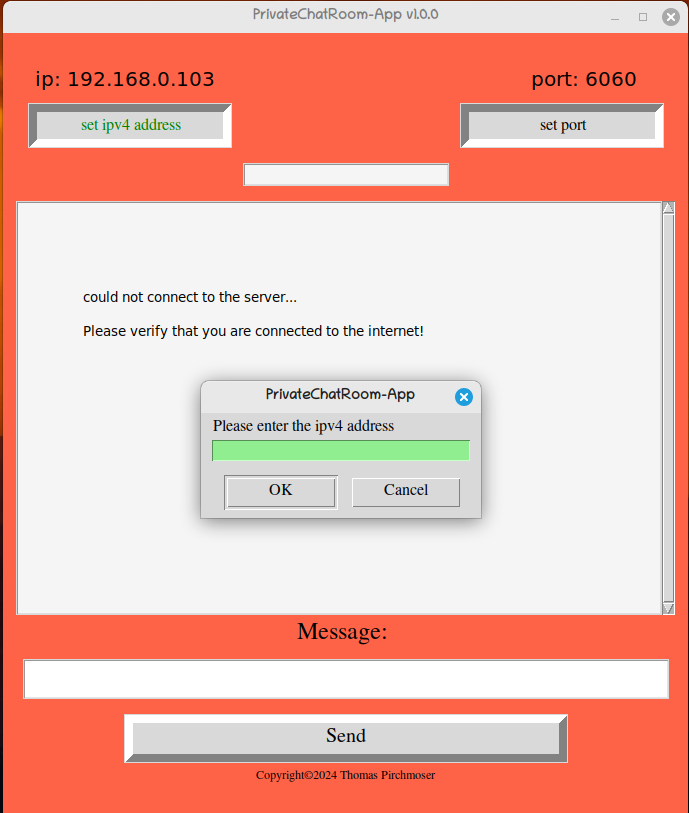 PrivateChatRoom-App v1.0.0
ip: 192.168.0.103
port: 6060
set ipv4 address
set port
could not connect to the server...
Please verify that you are connected to the internet!
PrivateChatRoom-App
Please enter the ipv4 address
OK
Cancel
Message:
Send
Copyright©2024 Thomas Pirchmoser